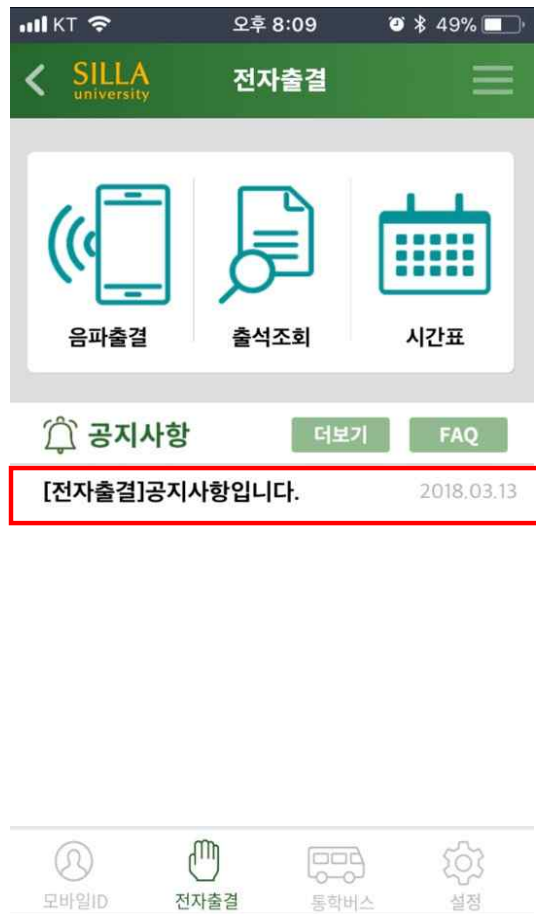 KT 오후 8:09 49%
SILLA
university
전자출결
음파출결 출석조회 시간표
공지사항 더보기 FAQ
[전자출결]공지사항입니다. 2018.03.13
모바일ID 전자출결 통학버스 설정